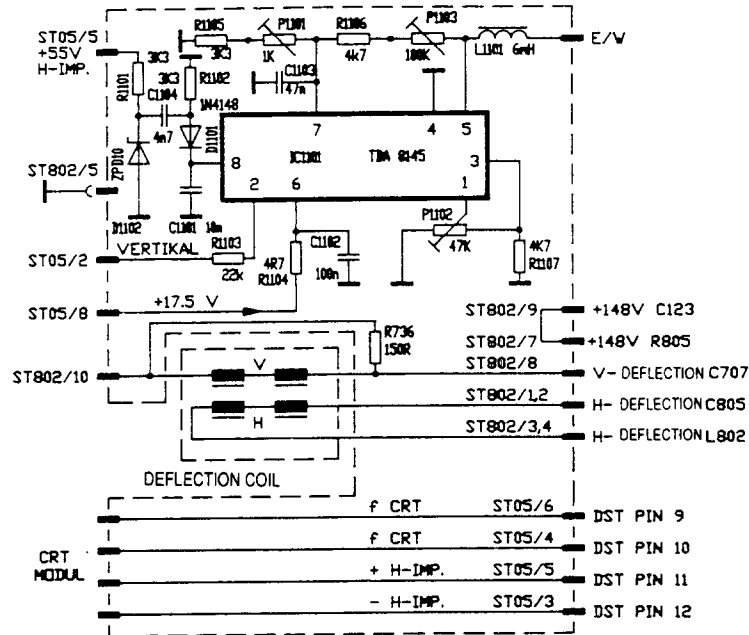 ST05/5
+55V
H-IMP.
R1105
3K3
P1101
1K
R1106
4k7
P1103
100K
L1101 6mH
E/W
R1101
3K3
C1104
4n7
3K3
R1102
1N4148
D1101
C1103
47n
7
4
5
8
IC1101
TDA 8145
3
2
6
1
ST802/5
ZPD10
D1102
C1101 10n
P1102
47K
4K7
R1107
VERTIKAL
ST05/2
R1103
22k
4R7
R1104
C1102
100n
+17.5 V
ST05/8
ST802/9
+148V C123
R736
150R
ST802/7
+148V R805
ST802/10
V
ST802/8
V- DEFLECTION C707
ST802/1,2
H- DEFLECTION C805
H
ST802/3,4
H- DEFLECTION L802
DEFLECTION COIL
f CRT
ST05/6
DST PIN 9
CRT
MODUL
f CRT
ST05/4
DST PIN 10
+ H-IMP.
ST05/5
DST PIN 11
- H-IMP.
ST05/3
DST PIN 12